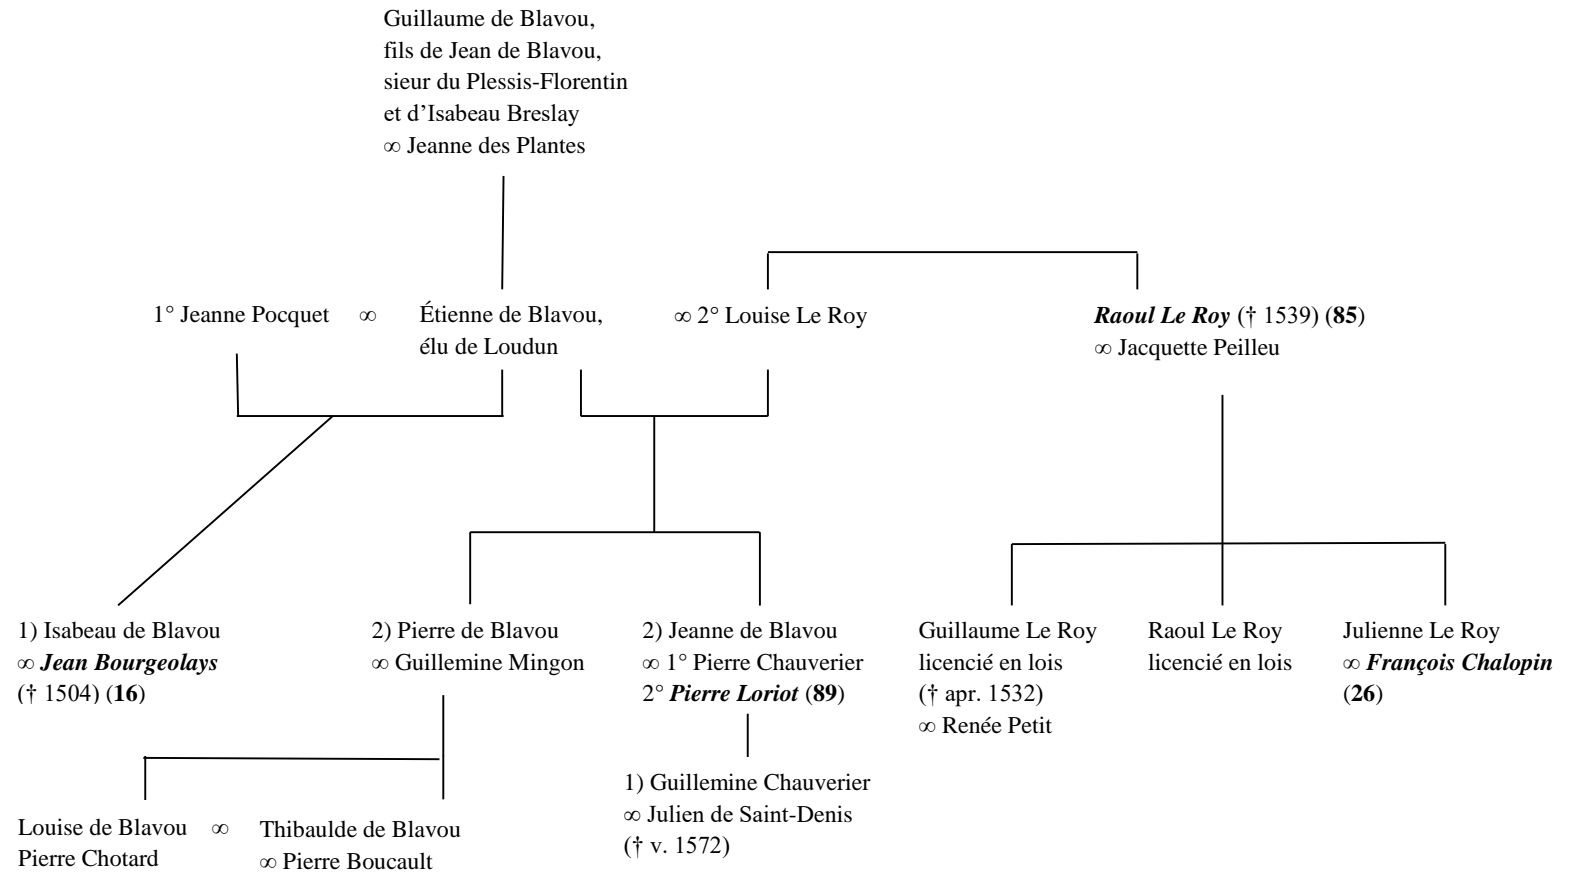 Guillaume de Blavou,
fils de Jean de Blavou,
sieur du Plessis-Florentin
et d’Isabeau Breslay
∞ Jeanne des Plantes
1° Jeanne Pocquet ∞
Étienne de Blavou,
élu de Loudun
∞ 2° Louise Le Roy
Raoul Le Roy († 1539) (85)
∞ Jacquette Peilleu
1) Isabeau de Blavou
∞ Jean Bourgeolays
(† 1504) (16)
2) Pierre de Blavou
∞ Guillemine Mingon
2) Jeanne de Blavou
∞ 1° Pierre Chauverier
2° Pierre Loriot (89)
Guillaume Le Roy
licencié en lois
(† apr. 1532)
∞ Renée Petit
Raoul Le Roy
licencié en lois
Julienne Le Roy
∞ François Chalopin
(26)
Louise de Blavou ∞
Pierre Chotard
Thibaulde de Blavou
∞ Pierre Boucault
1) Guillemine Chauverier
∞ Julien de Saint-Denis
(† v. 1572)